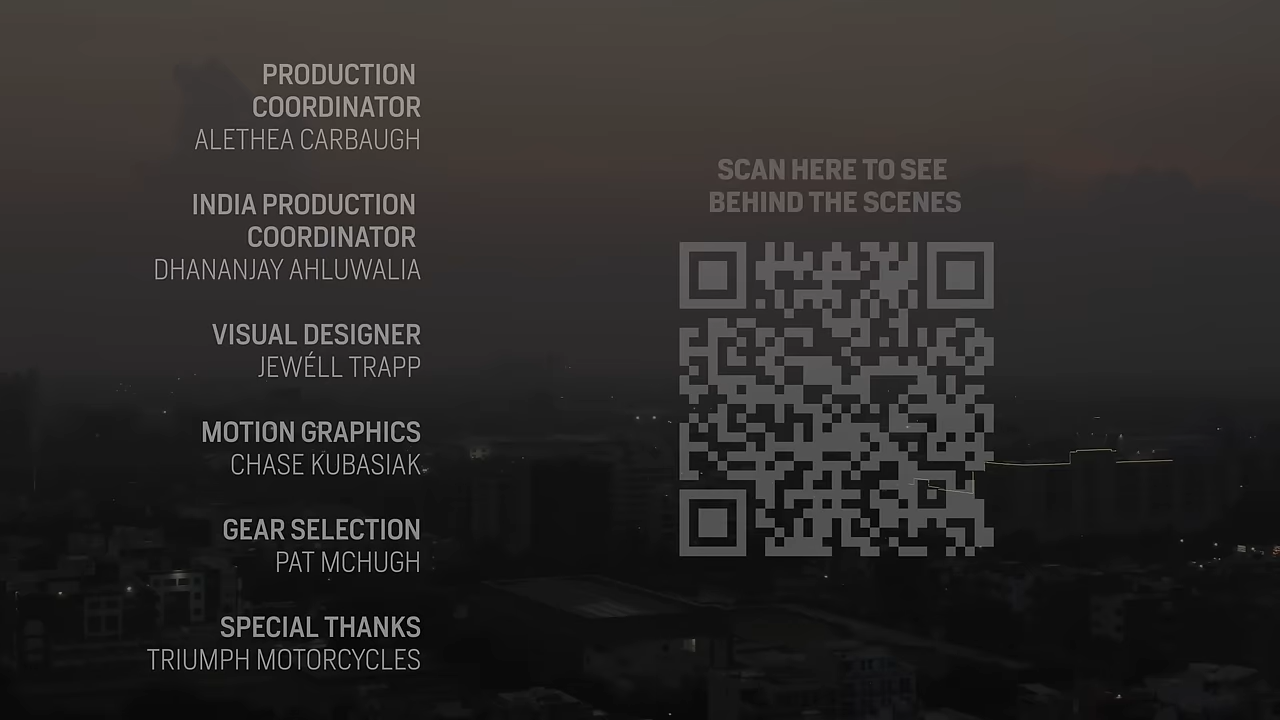 PRODUCTION
COORDINATOR
ALETHEA CARBAUGH
INDIA PRODUCTION
COORDINATOR
DHANANJAY AHLUWALIA
VISUAL DESIGNER
JEWÉLL TRAPP
MOTION GRAPHICS
CHASE KUBASIAK
GEAR SELECTION
PAT MCHUGH
SPECIAL THANKS
TRIUMPH MOTORCYCLES
SCAN HERE TO SEE
BEHIND THE SCENES